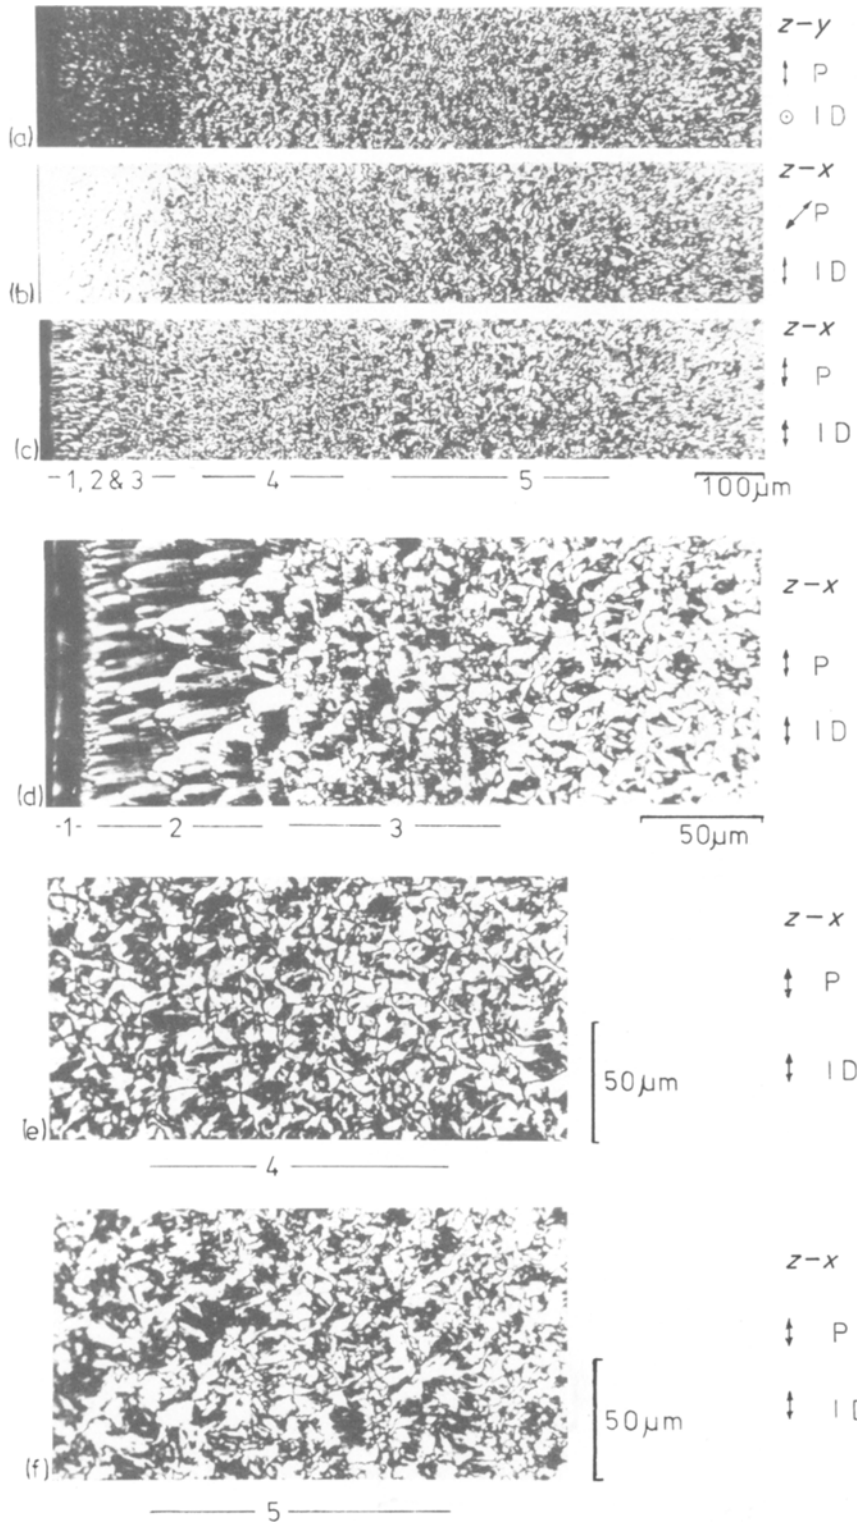 z-y
P
(a)
⊙ ID
z-x
P
(b)
ID
z-x
P
(c)
ID
-1, 2 & 3 — 4 — 5 — 100μm
z-x
P
ID
(d)
-1- — 2 — 3 — 50μm
z-x
P
ID
50μm
(e)
4
z-x
P
ID
50μm
(f)
5